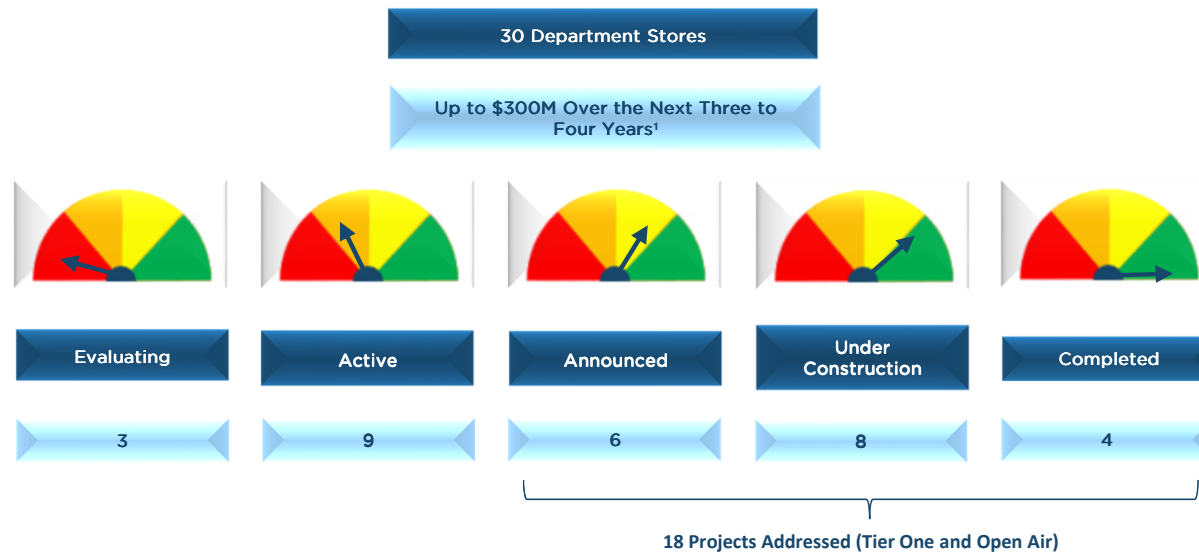 30 Department Stores
Up to $300M Over the Next Three to
Four Years¹
Evaluating
Active
Announced
Under
Construction
Completed
3
9
6
8
4
18 Projects Addressed (Tier One and Open Air)